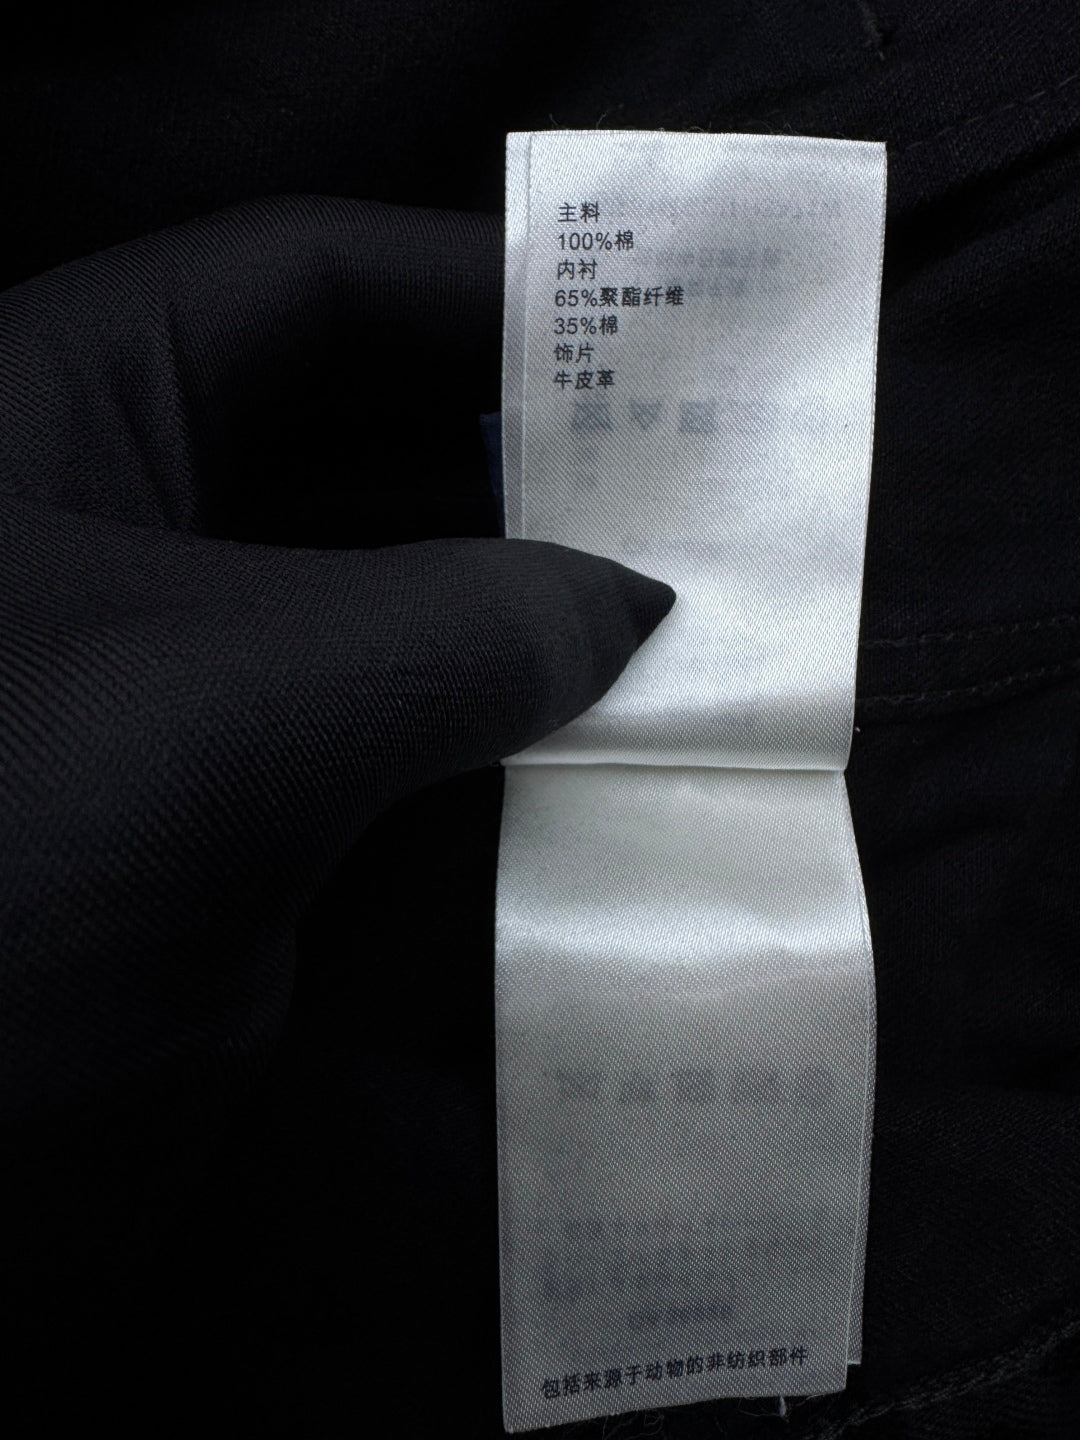 主料
100%棉
内衬
65%聚酯纤维
35%棉
饰片
牛皮革
包括来源于动物的非纺织部件